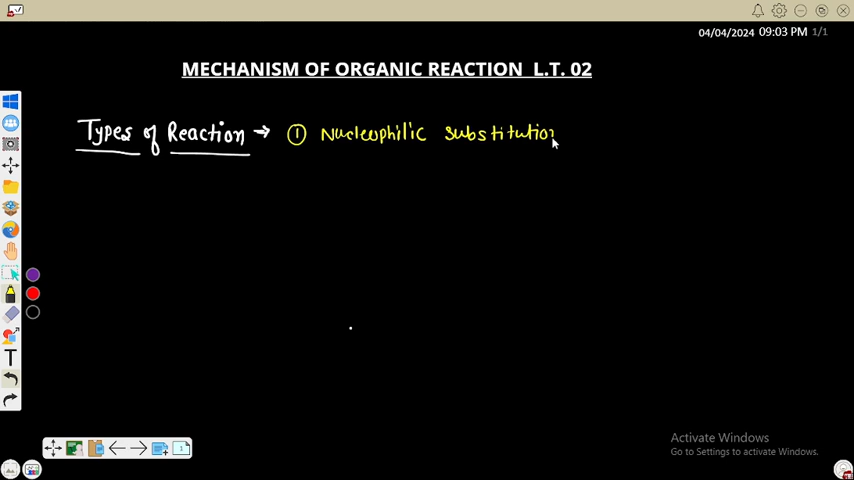 04/04/2024 09:03 PM 1/1
MECHANISM OF ORGANIC REACTION L.T. 02
Types of Reaction → ① Nucleophilic substitution
T
1
Activate Windows
Go to Settings to activate Windows.